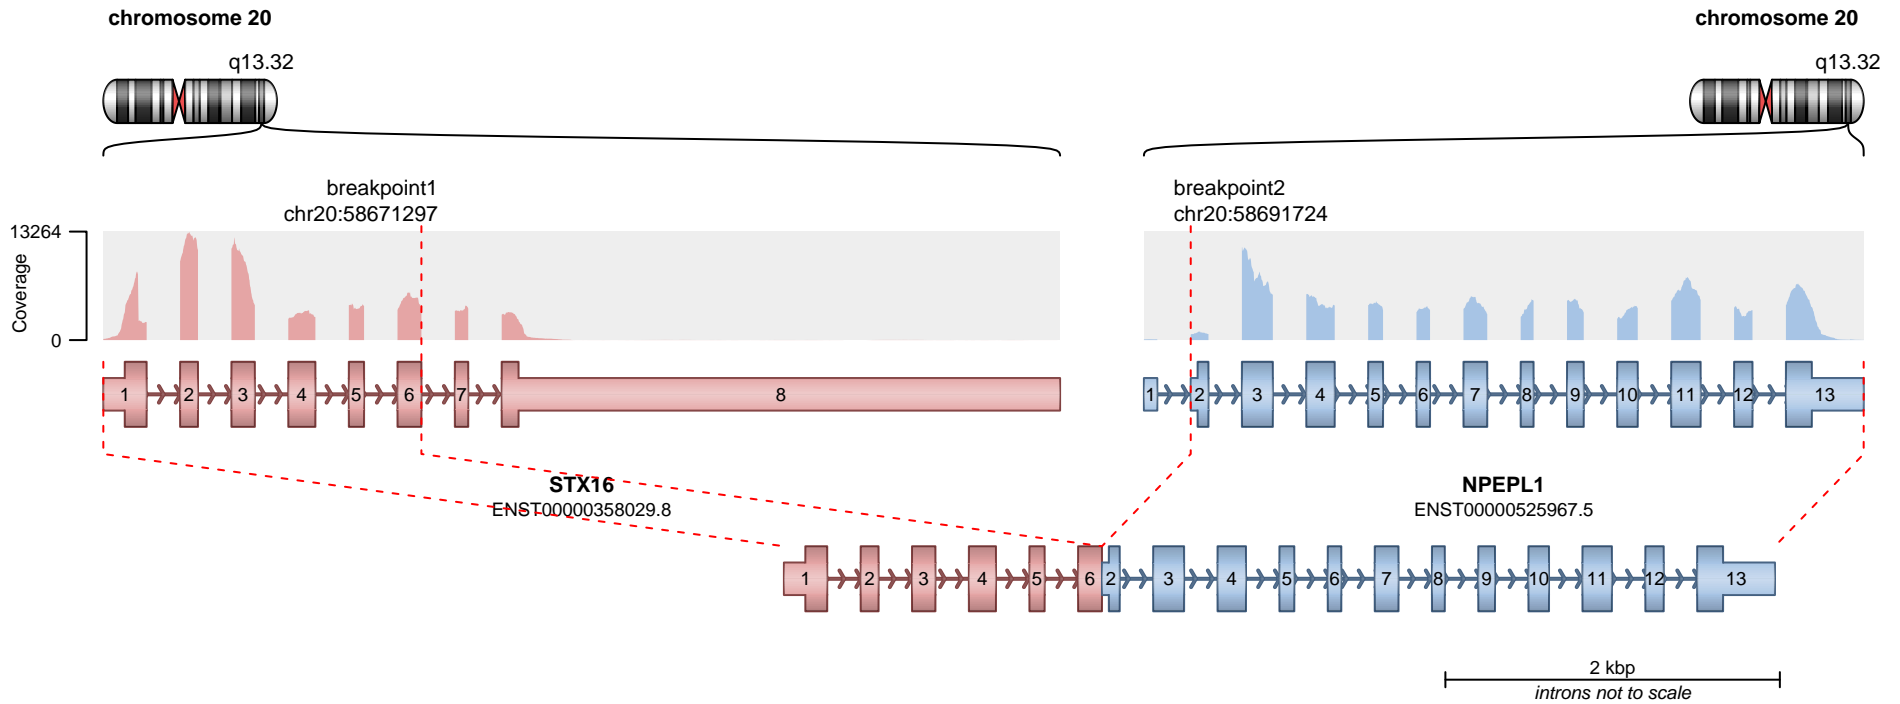 chromosome 20
chromosome 20
q13.32
q13.32
breakpoint1
chr20:58671297
breakpoint2
chr20:58691724
13264
Coverage
0
1 2 3 4 5 6 7 8
1 2 3 4 5 6 7 8 9 10 11 12 13
STX16
ENST00000358029.8
NPEPL1
ENST00000525967.5
1 2 3 4 5 6 2 3 4 5 6 7 8 9 10 11 12 13
2 kbp
introns not to scale